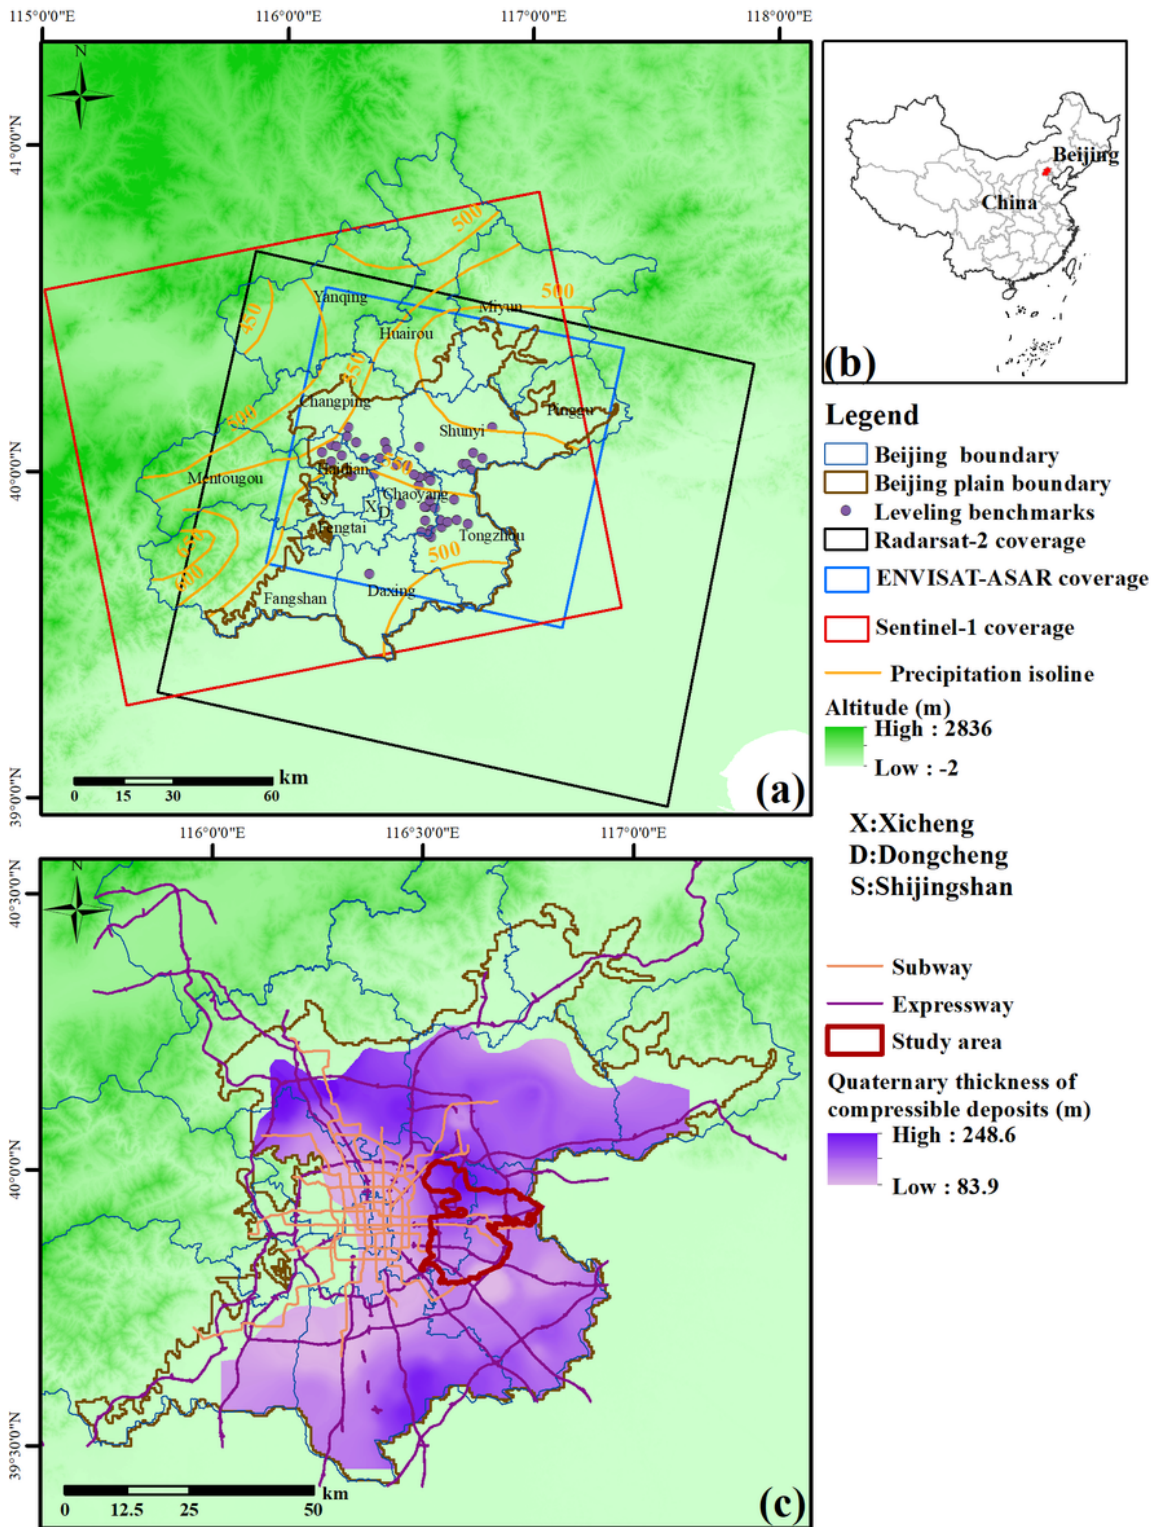 115°0'0"E
116°0'0"E
117°0'0"E
118°0'0"E
N
41°0'0"N
40°0'0"N
39°0'0"N
500
Yanqing
450
500
Miyun
Huairou
550
Changping
500
Pinggu
Shunyi
Haidian
550
Mentougou
Chaoyang
S
X
D
Fengtai
Tongzhou
650
500
600
Daxing
Fangshan
km
0 15 30 60
(a)
Beijing
China
(b)
Legend
Beijing boundary
Beijing plain boundary
Leveling benchmarks
Radarsat-2 coverage
ENVISAT-ASAR coverage
Sentinel-1 coverage
Precipitation isoline
Altitude (m)
High : 2836
Low : -2
X:Xicheng
D:Dongcheng
S:Shijingshan
116°0'0"E
116°30'0"E
117°0'0"E
N
40°30'0"N
40°0'0"N
39°30'0"N
km
0 12.5 25 50
(c)
Subway
Expressway
Study area
Quaternary thickness of
compressible deposits (m)
High : 248.6
Low : 83.9